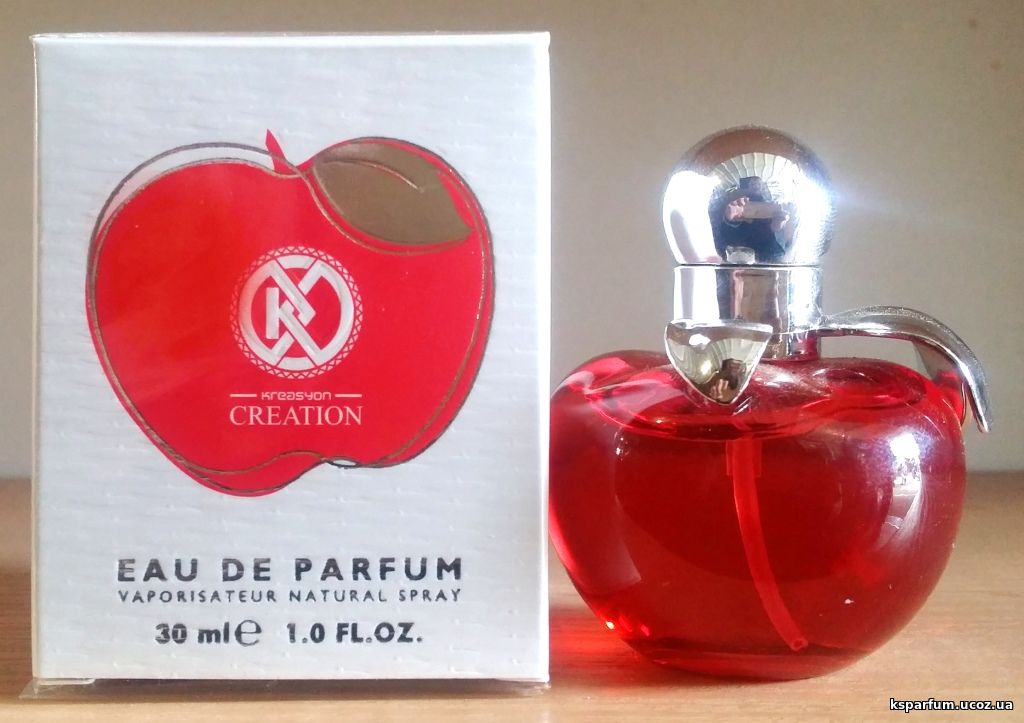 Kreasyon
CREATION
EAU DE PARFUM
VAPORISATEUR NATURAL SPRAY
30 ml℮ 1.0 FL.OZ.
ksparfum.ucoz.ua